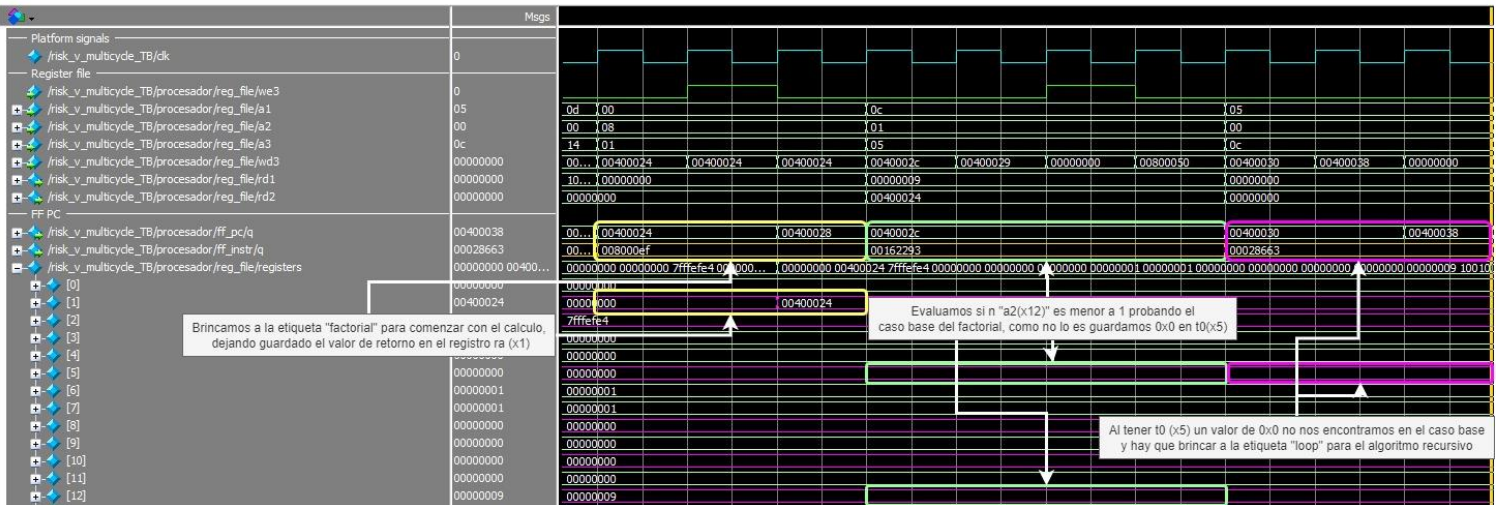 Msgs
Platform signals
/risk_v_multicycle_TB/clk 0
Register file
/risk_v_multicycle_TB/procesador/reg_file/we3 0
/risk_v_multicycle_TB/procesador/reg_file/a1 05 0d 00 0c 05
/risk_v_multicycle_TB/procesador/reg_file/a2 00 00 08 01 00
/risk_v_multicycle_TB/procesador/reg_file/a3 0c 14 01 05 0c
/risk_v_multicycle_TB/procesador/reg_file/wd3 00000000 00... 00400024 00400024 00400024 0040002c 00400029 00000000 00800050 00400030 00400038 00000000
/risk_v_multicycle_TB/procesador/reg_file/rd1 00000000 10... 00000000 00000009 00000000
/risk_v_multicycle_TB/procesador/reg_file/rd2 00000000 00000000 00400024 00000000
FF PC
/risk_v_multicycle_TB/procesador/ff_pc/q 00400038 00... 00400024 00400028 0040002c 00400030 00400038
/risk_v_multicycle_TB/procesador/ff_instr/q 00028663 00... 008000ef 00162293 00028663
/risk_v_multicycle_TB/procesador/reg_file/registers 00000000 00400... 00000000 00000000 7fffefe4 00000000 00400024 7fffefe4 00000000 00000000 00000000 00000001 00000001 00000000 00000000 00000000 00000000 00000009
[0] 00000000 00000000
[1] 00400024 00000000 00400024
[2] 7fffefe4
Brincamos a la etiqueta "factorial" para comenzar con el calculo,
dejando guardado el valor de retorno en el registro ra (x1)
Evaluamos si n "a2(x12)" es menor a 1 probando el
caso base del factorial, como no lo es guardamos 0x0 en t0(x5)
[3] 00000000
[4] 00000000
[5] 00000000 00000000
[6] 00000001 00000001
[7] 00000001 00000001
[8] 00000000 00000000
[9] 00000000 00000000
Al tener t0 (x5) un valor de 0x0 no nos encontramos en el caso base
y hay que brincar a la etiqueta "loop" para el algoritmo recursivo
[10] 00000000 00000000
[11] 00000000 00000000
[12] 00000009 00000009